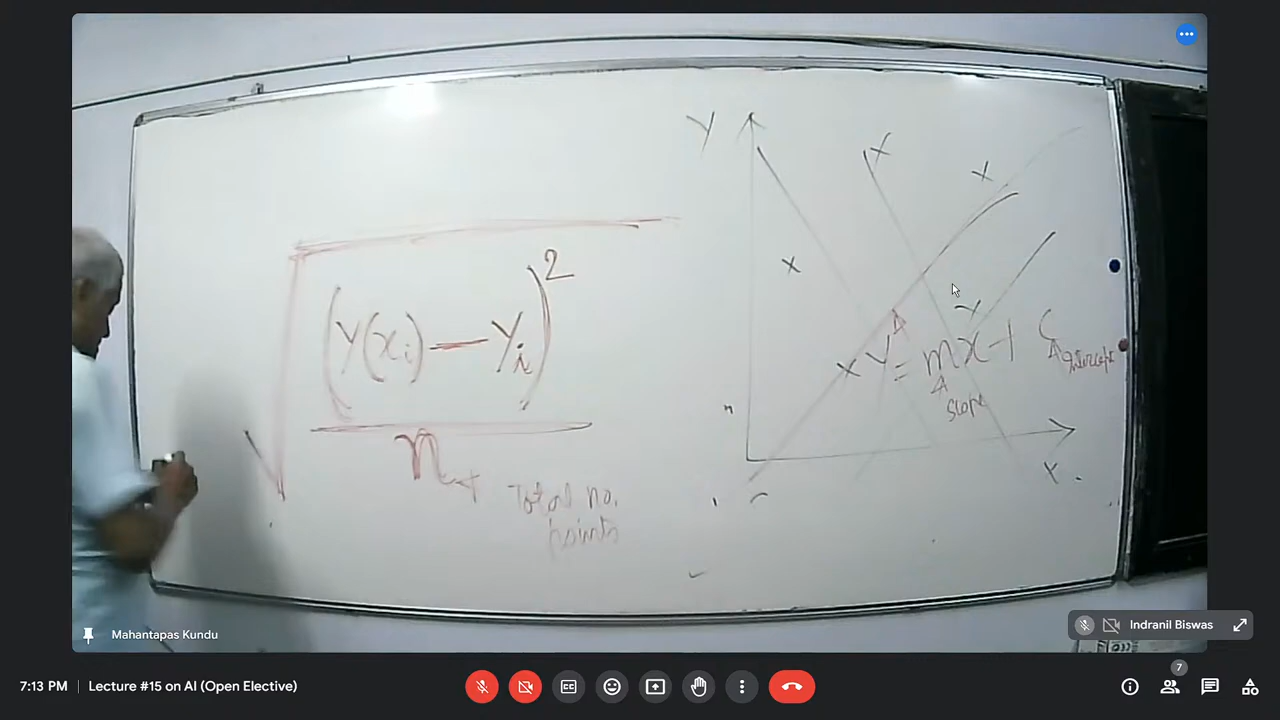 (Y(xi) — Yi)²
n
Total no.
points
Y
X
X
X
X
X
Y = mx + C
slope
intercept
X
Mahantapas Kundu
Indranil Biswas
7:13 PM | Lecture #15 on AI (Open Elective)
7